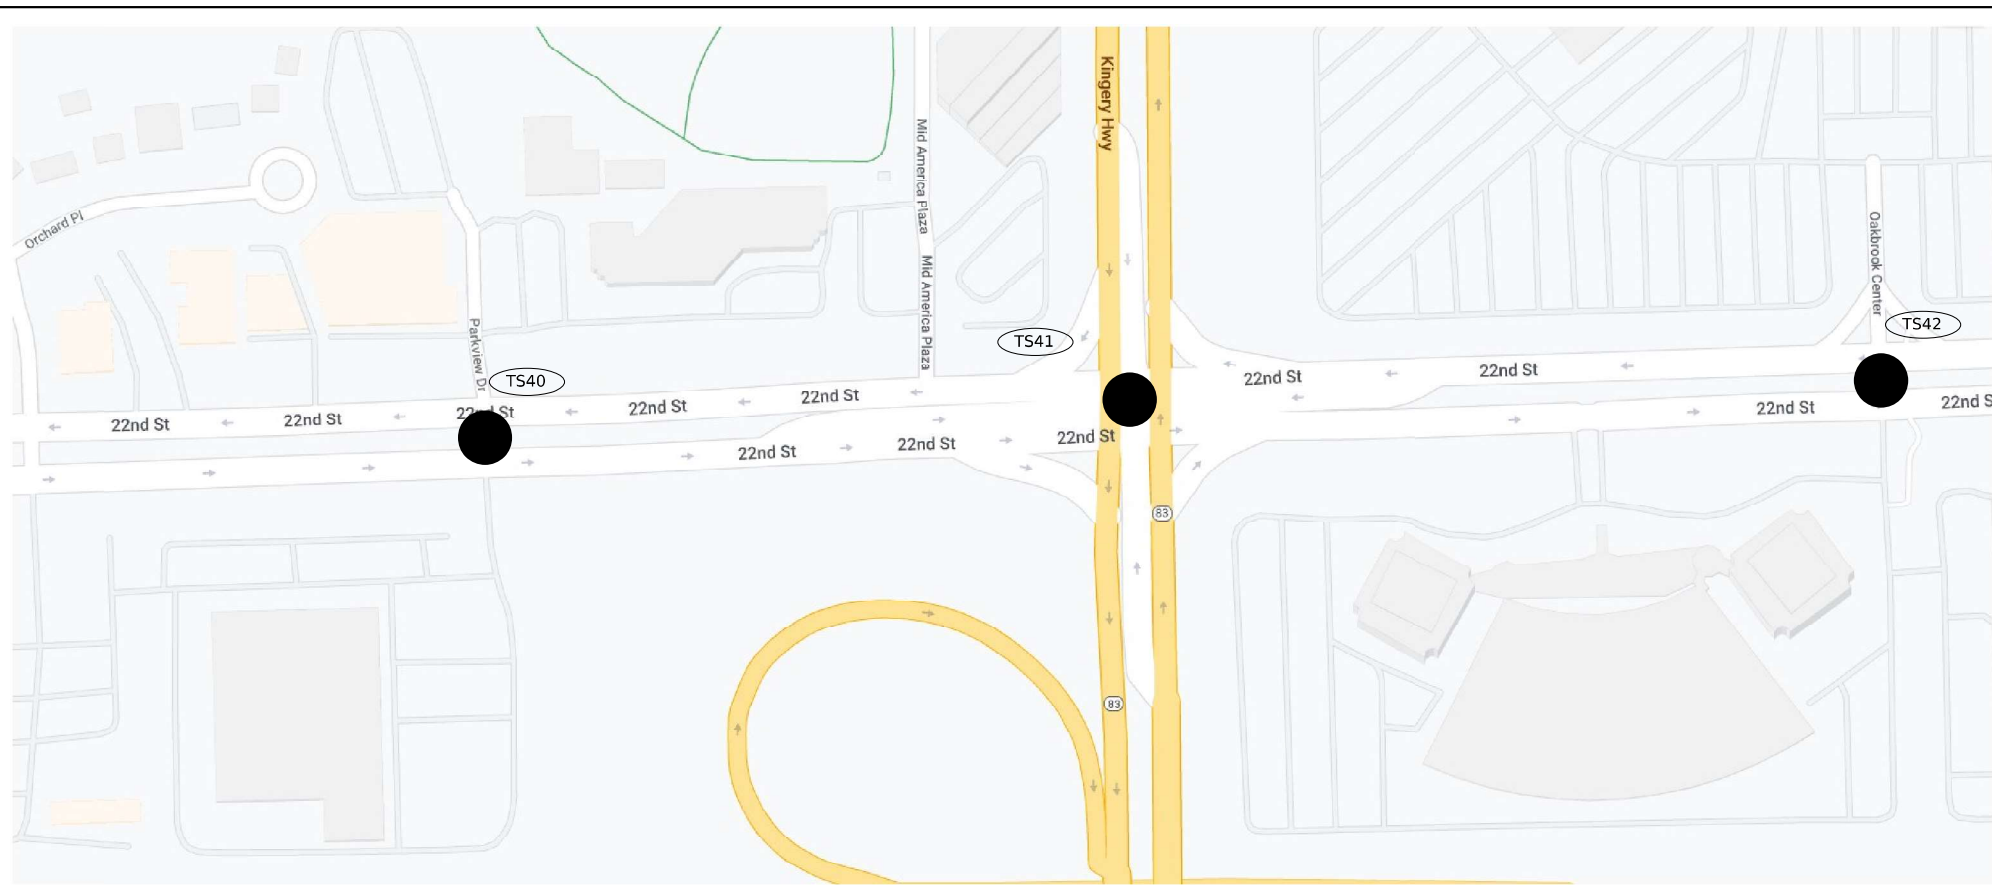 Kingery Hwy
Mid America Plaza
Mid America Plaza
Orchard Pl
Oakbrook Center
Parkview Dr
TS40
TS41
TS42
22nd St
22nd St
22nd St
22nd St
22nd St
22nd St
22nd St
22nd St
22nd St
22nd St
22nd St
22nd S
83
83